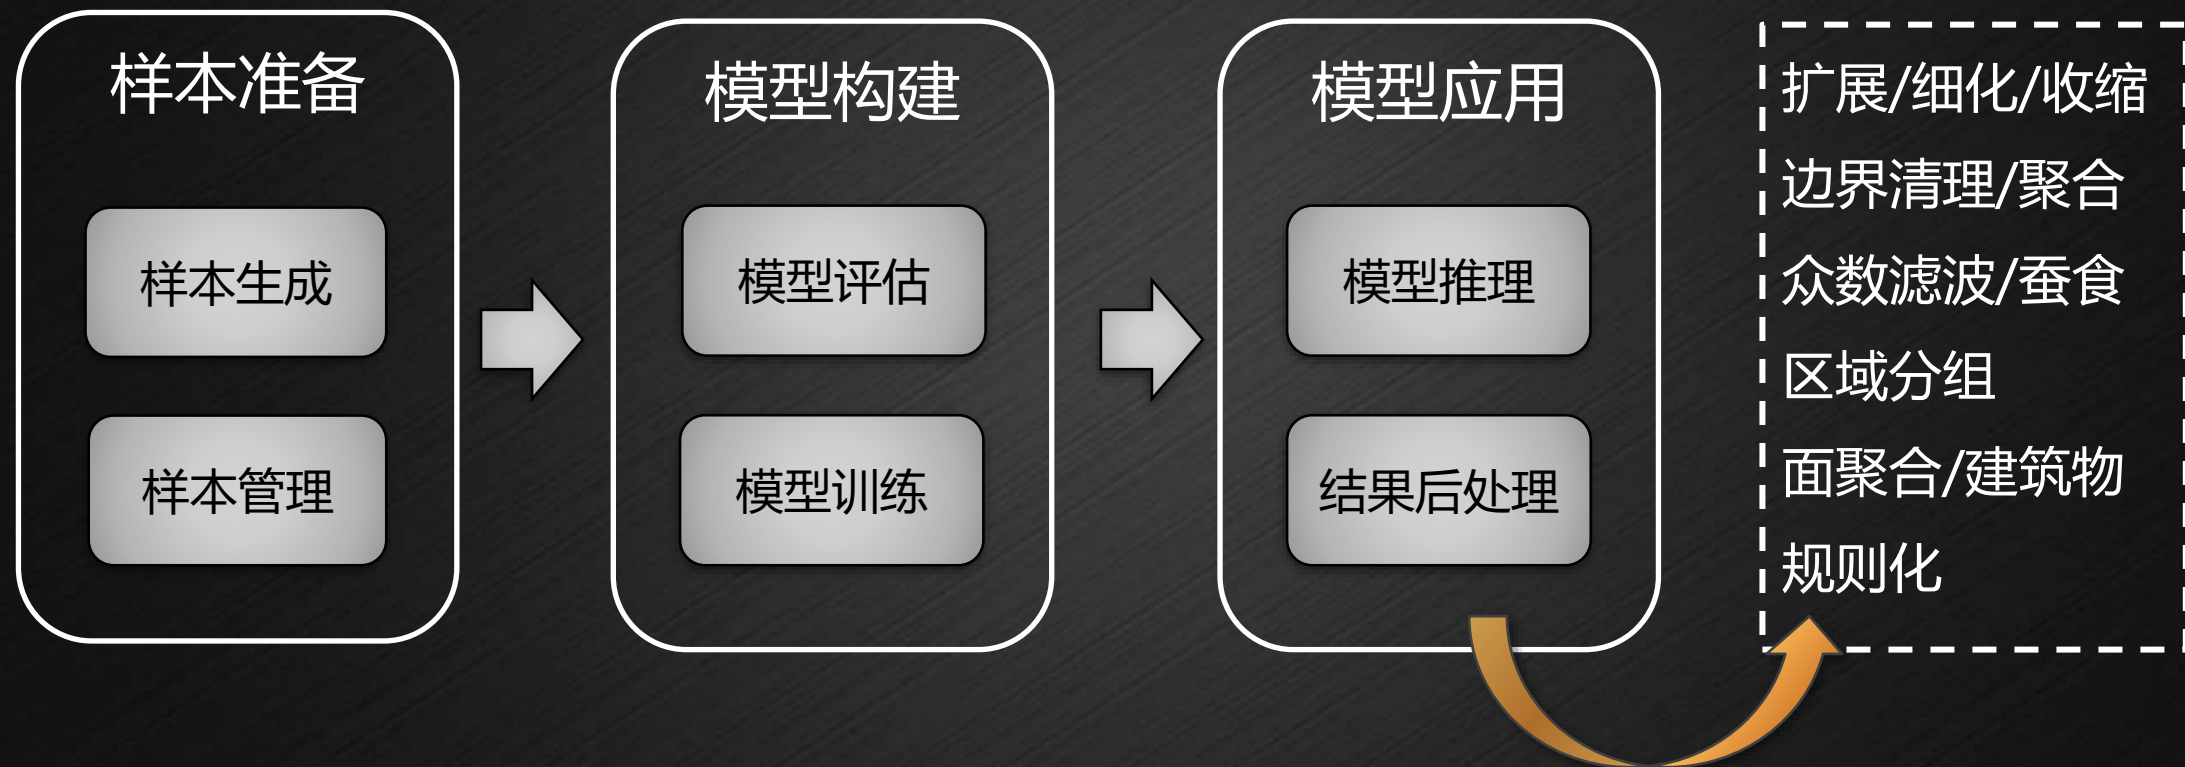 样本准备
样本生成
样本管理
模型构建
模型评估
模型训练
模型应用
模型推理
结果后处理
扩展/细化/收缩
边界清理/聚合
众数滤波/蚕食
区域分组
面聚合/建筑物
规则化